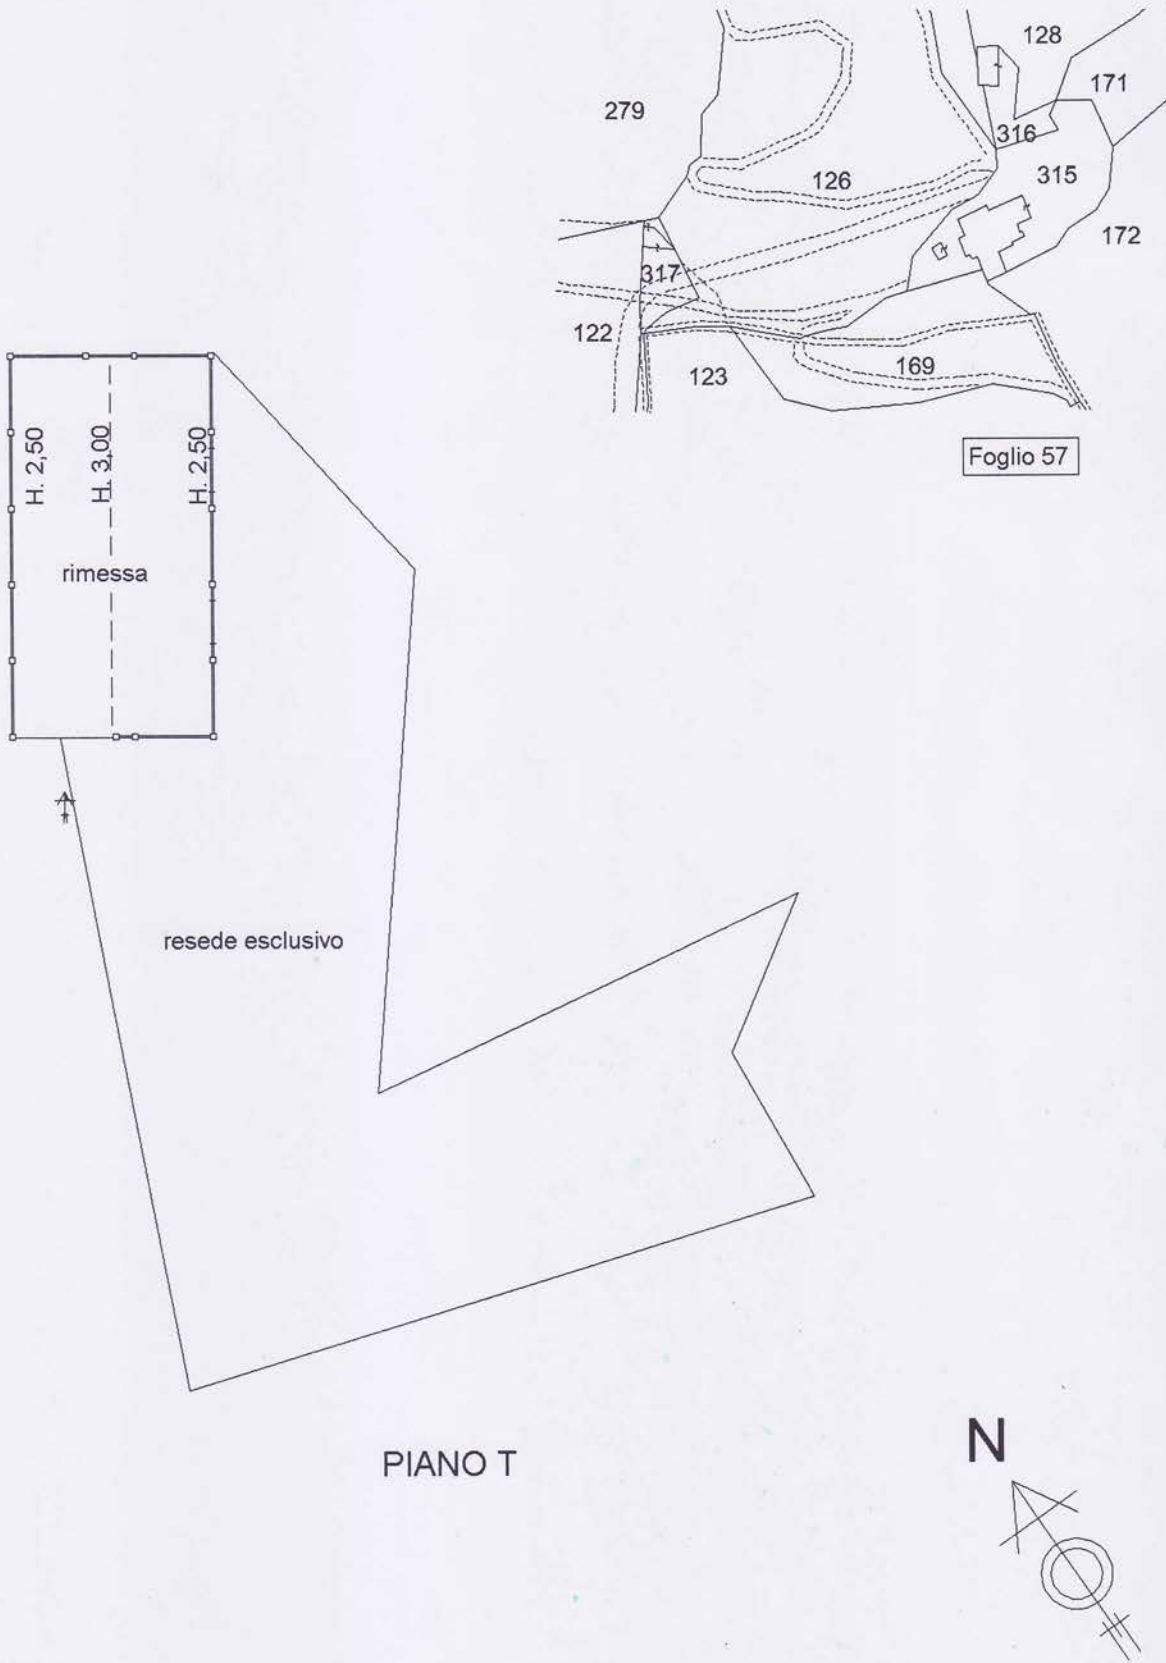 128
171
279
316
126
315
172
317
122
169
123
Foglio 57
H. 2,50
H. 3,00
H. 2,50
rimessa
resede esclusivo
PIANO T
N